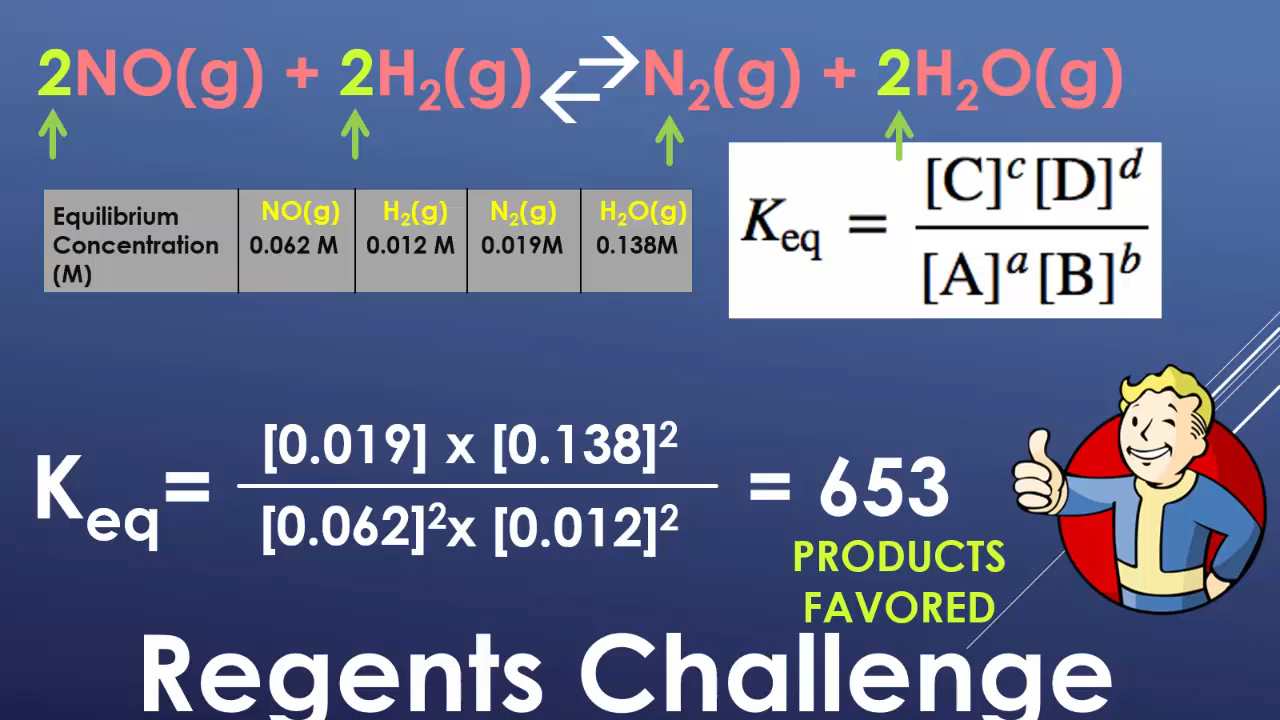 2NO(g) + 2H₂(g) ⇄ N₂(g) + 2H₂O(g)
Equilibrium Concentration (M) NO(g) H₂(g) N₂(g) H₂O(g)
0.062 M 0.012 M 0.019M 0.138M
Keq = [C]ᶜ[D]ᵈ
[A]ᵃ[B]ᵇ
[0.019] x [0.138]²
Keq= = 653
[0.062]²x [0.012]²
PRODUCTS
FAVORED
Regents Challenge